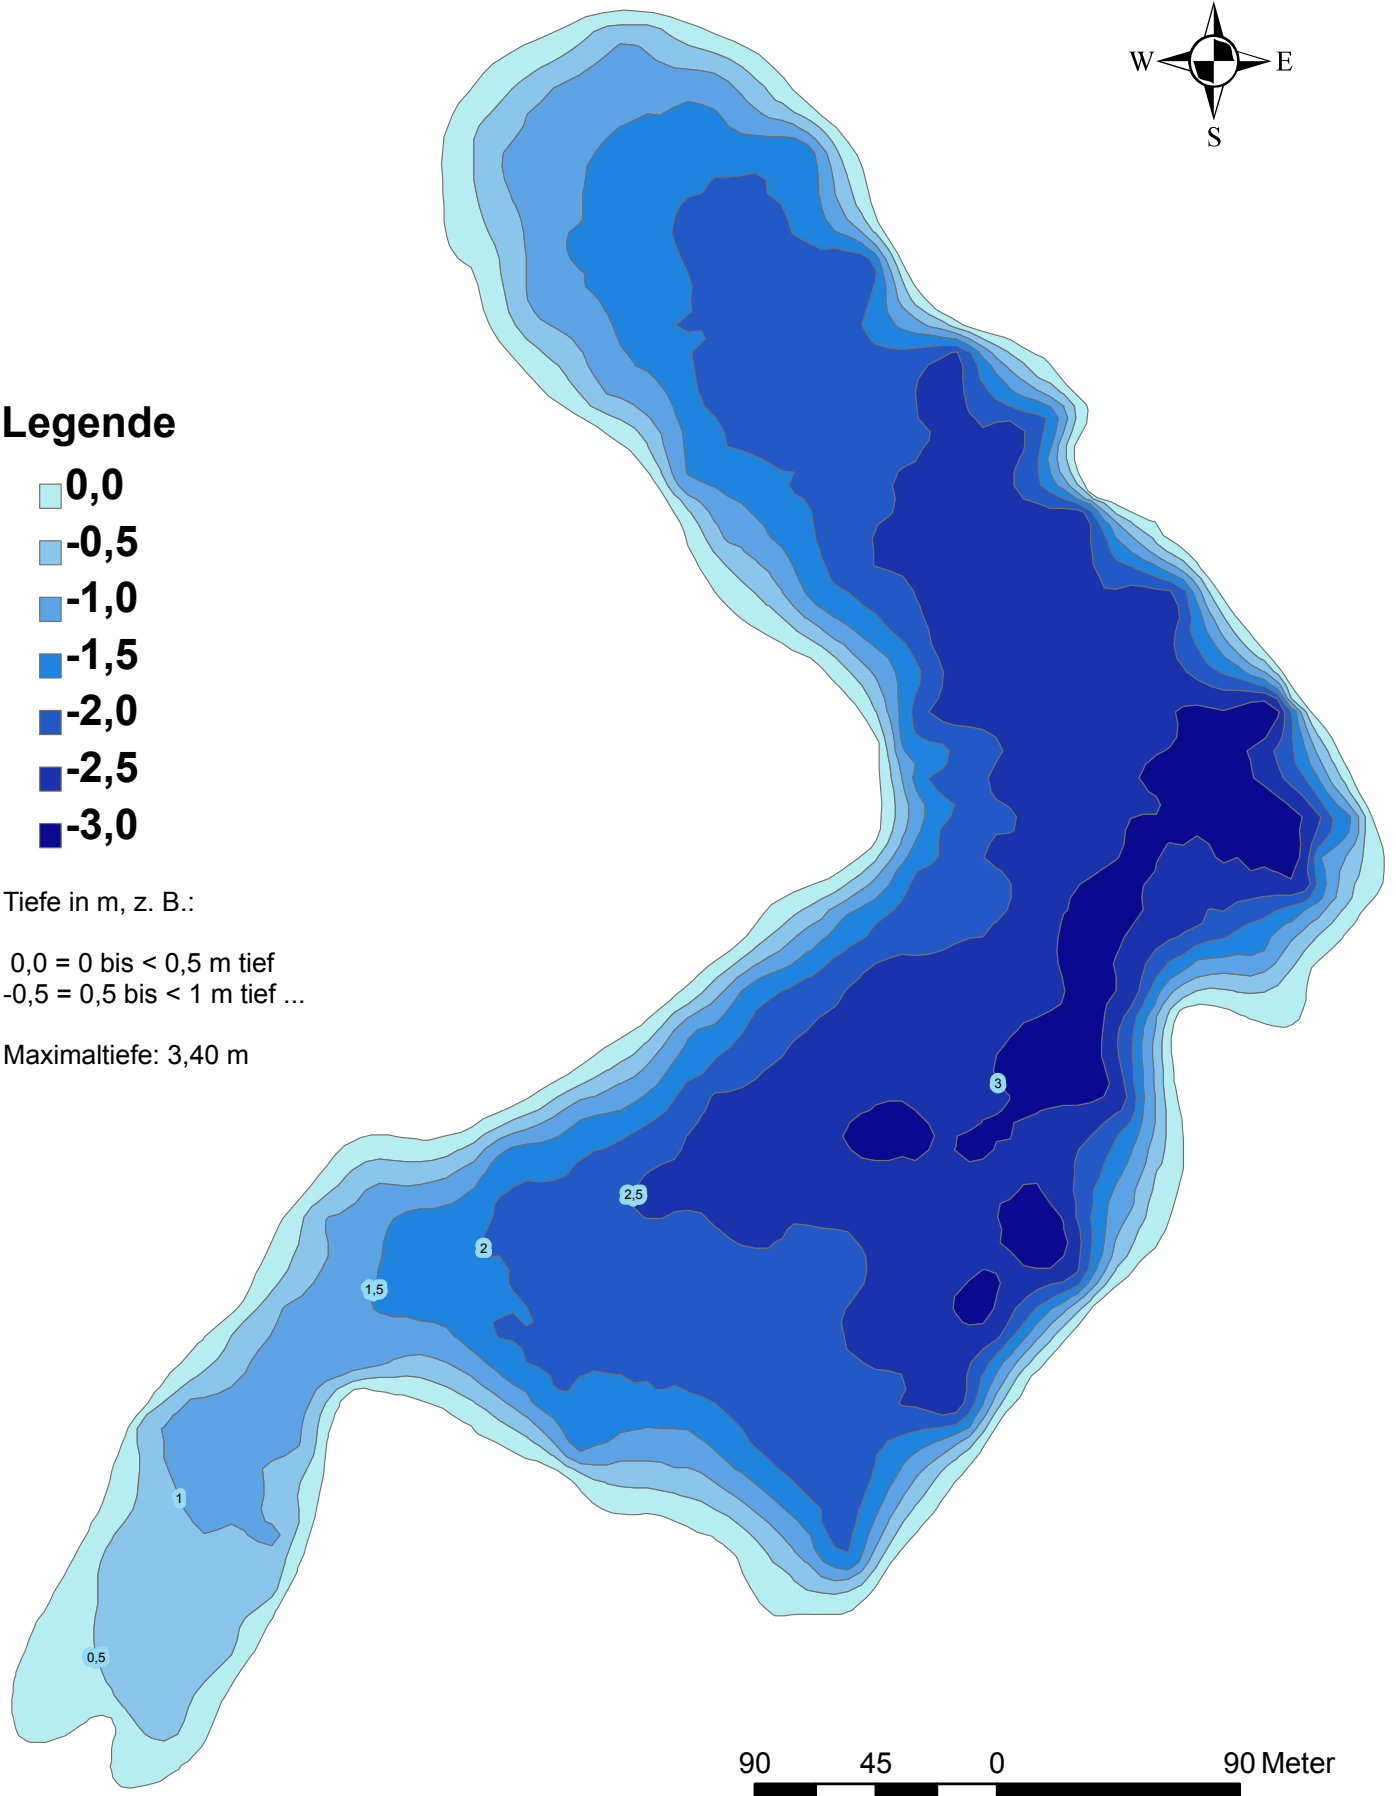 W E
S
Legende
0,0
-0,5
-1,0
-1,5
-2,0
-2,5
-3,0
Tiefe in m, z. B.:
0,0 = 0 bis < 0,5 m tief
-0,5 = 0,5 bis < 1 m tief ...
Maximaltiefe: 3,40 m
3
2,5
2
1,5
1
0,5
90 45 0 90 Meter